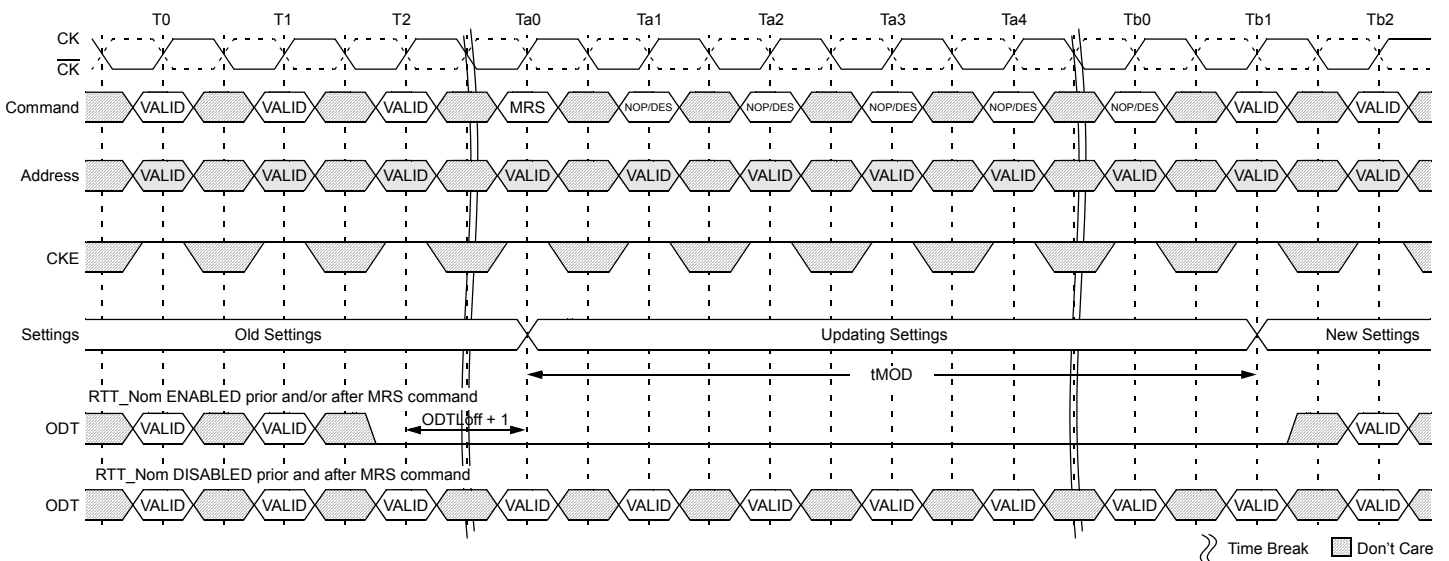 T0 T1 T2 Ta0 Ta1 Ta2 Ta3 Ta4 Tb0 Tb1 Tb2
CK
CK
Command VALID VALID VALID MRS NOP/DES NOP/DES NOP/DES NOP/DES NOP/DES VALID VALID
Address VALID VALID VALID VALID VALID VALID VALID VALID VALID VALID VALID
CKE
Settings Old Settings Updating Settings New Settings
tMOD
RTT_Nom ENABLED prior and/or after MRS command
ODTLoff + 1
ODT VALID VALID VALID
RTT_Nom DISABLED prior and after MRS command
ODT VALID VALID VALID VALID VALID VALID VALID VALID VALID VALID VALID
Time Break Don't Care